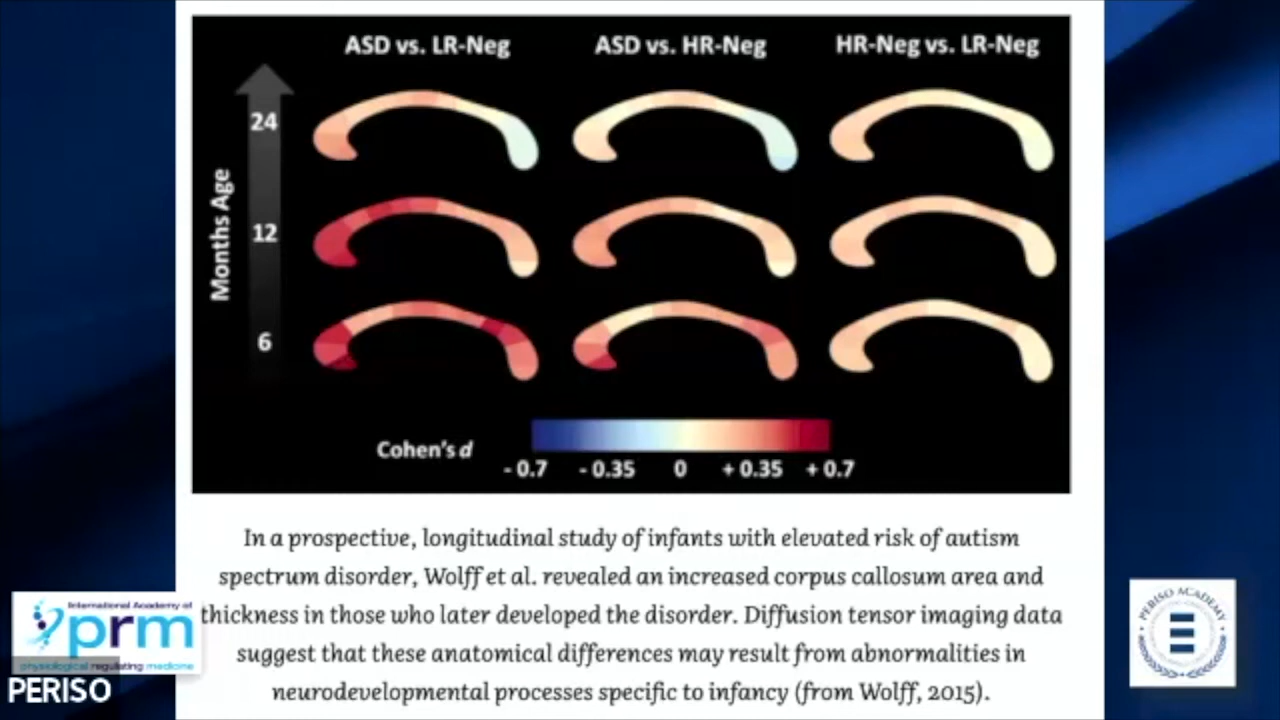 ASD vs. LR-Neg
ASD vs. HR-Neg
HR-Neg vs. LR-Neg
Months Age
24
12
6
Cohen's d
- 0.7
- 0.35
0
+ 0.35
+ 0.7
In a prospective, longitudinal study of infants with elevated risk of autism
spectrum disorder, Wolff et al. revealed an increased corpus callosum area and
thickness in those who later developed the disorder. Diffusion tensor imaging data
suggest that these anatomical differences may result from abnormalities in
neurodevelopmental processes specific to infancy (from Wolff, 2015).
International Academy of
prm
physiological regulating medicine
PERISO
PERISO ACADEMY